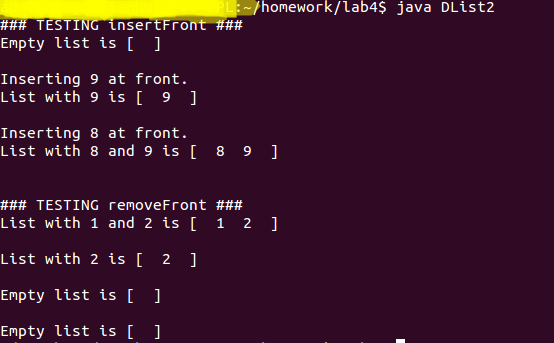 PL:~/homework/lab4$ java DList2
### TESTING insertFront ###
Empty list is [  ]
Inserting 9 at front.
List with 9 is [  9  ]
Inserting 8 at front.
List with 8 and 9 is [  8  9  ]
### TESTING removeFront ###
List with 1 and 2 is [  1  2  ]
List with 2 is [  2  ]
Empty list is [  ]
Empty list is [  ]